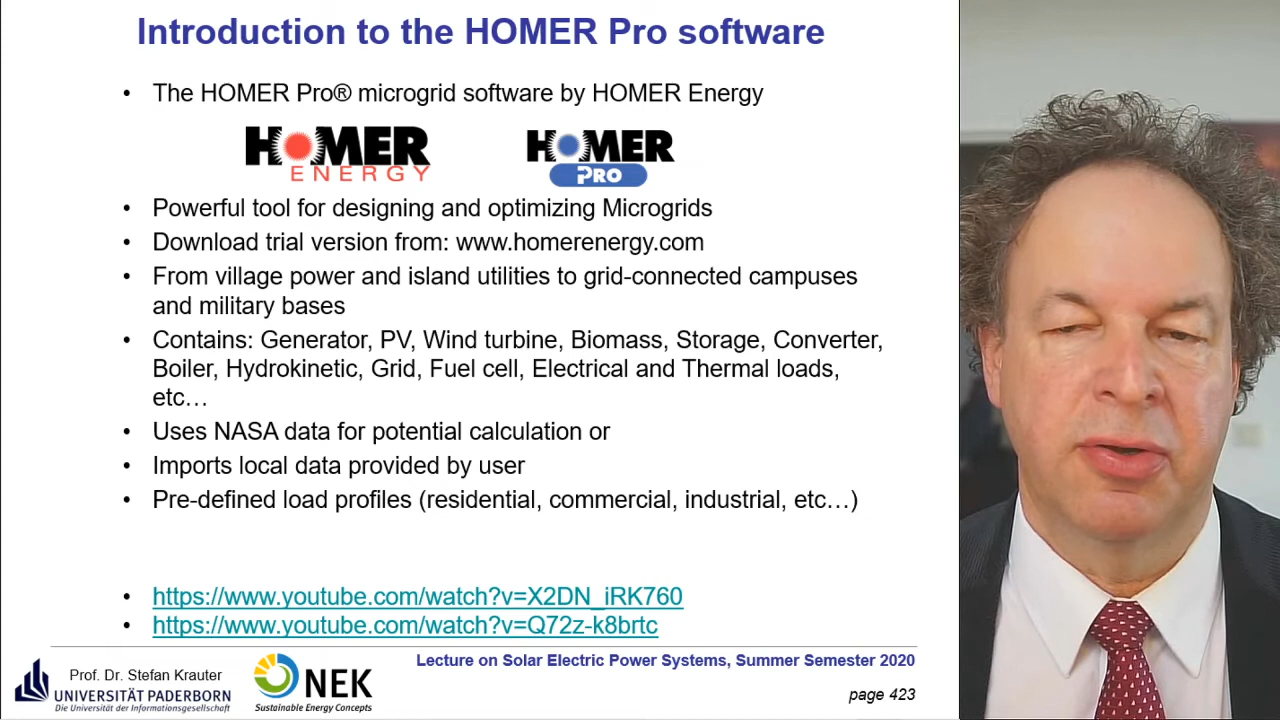 Introduction to the HOMER Pro software
• The HOMER Pro® microgrid software by HOMER Energy
HOMER
ENERGY
HOMER
PRO
• Powerful tool for designing and optimizing Microgrids
• Download trial version from: www.homerenergy.com
• From village power and island utilities to grid-connected campuses
and military bases
• Contains: Generator, PV, Wind turbine, Biomass, Storage, Converter,
Boiler, Hydrokinetic, Grid, Fuel cell, Electrical and Thermal loads,
etc…
• Uses NASA data for potential calculation or
• Imports local data provided by user
• Pre-defined load profiles (residential, commercial, industrial, etc…)
• https://www.youtube.com/watch?v=X2DN_iRK760
• https://www.youtube.com/watch?v=Q72z-k8brtc
Prof. Dr. Stefan Krauter
UNIVERSITÄT PADERBORN
Die Universität der Informationsgesellschaft
NEK
Sustainable Energy Concepts
Lecture on Solar Electric Power Systems, Summer Semester 2020
page 423